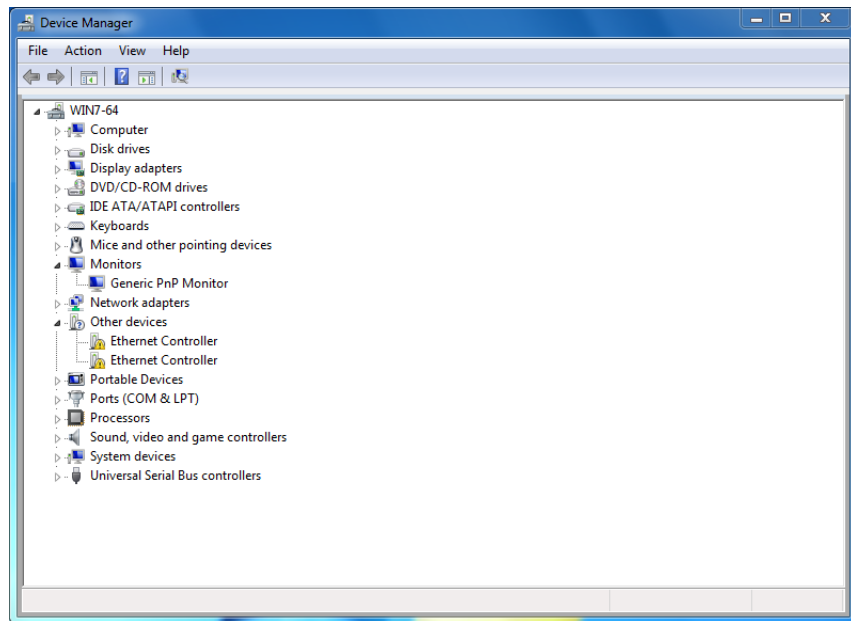 Device Manager
File Action View Help
WIN7-64
Computer
Disk drives
Display adapters
DVD/CD-ROM drives
IDE ATA/ATAPI controllers
Keyboards
Mice and other pointing devices
Monitors
Generic PnP Monitor
Network adapters
Other devices
Ethernet Controller
Ethernet Controller
Portable Devices
Ports (COM & LPT)
Processors
Sound, video and game controllers
System devices
Universal Serial Bus controllers